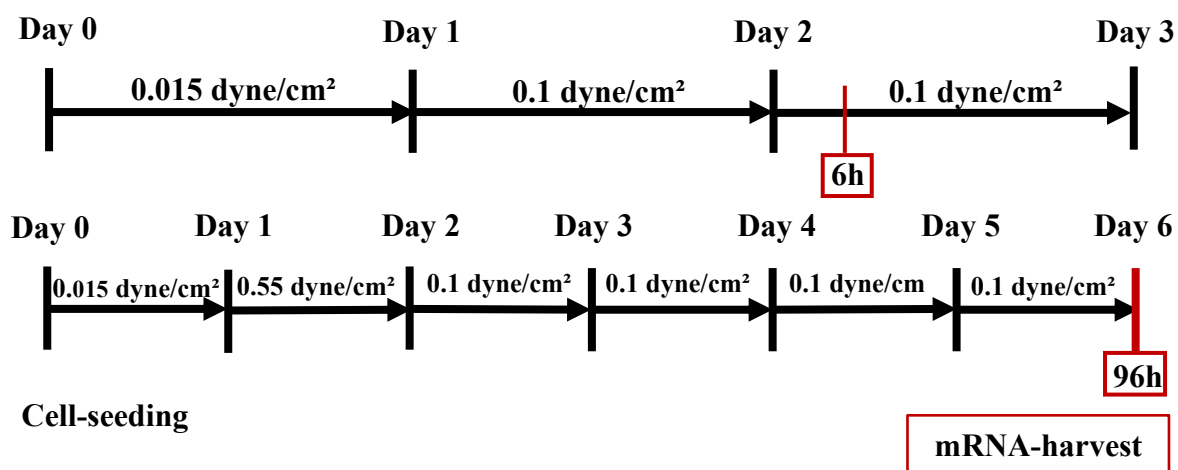 Day 0 Day 1 Day 2 Day 3
0.015 dyne/cm² 0.1 dyne/cm² 0.1 dyne/cm²
6h
Day 0 Day 1 Day 2 Day 3 Day 4 Day 5 Day 6
0.015 dyne/cm² 0.55 dyne/cm² 0.1 dyne/cm² 0.1 dyne/cm² 0.1 dyne/cm 0.1 dyne/cm²
96h
Cell-seeding
mRNA-harvest